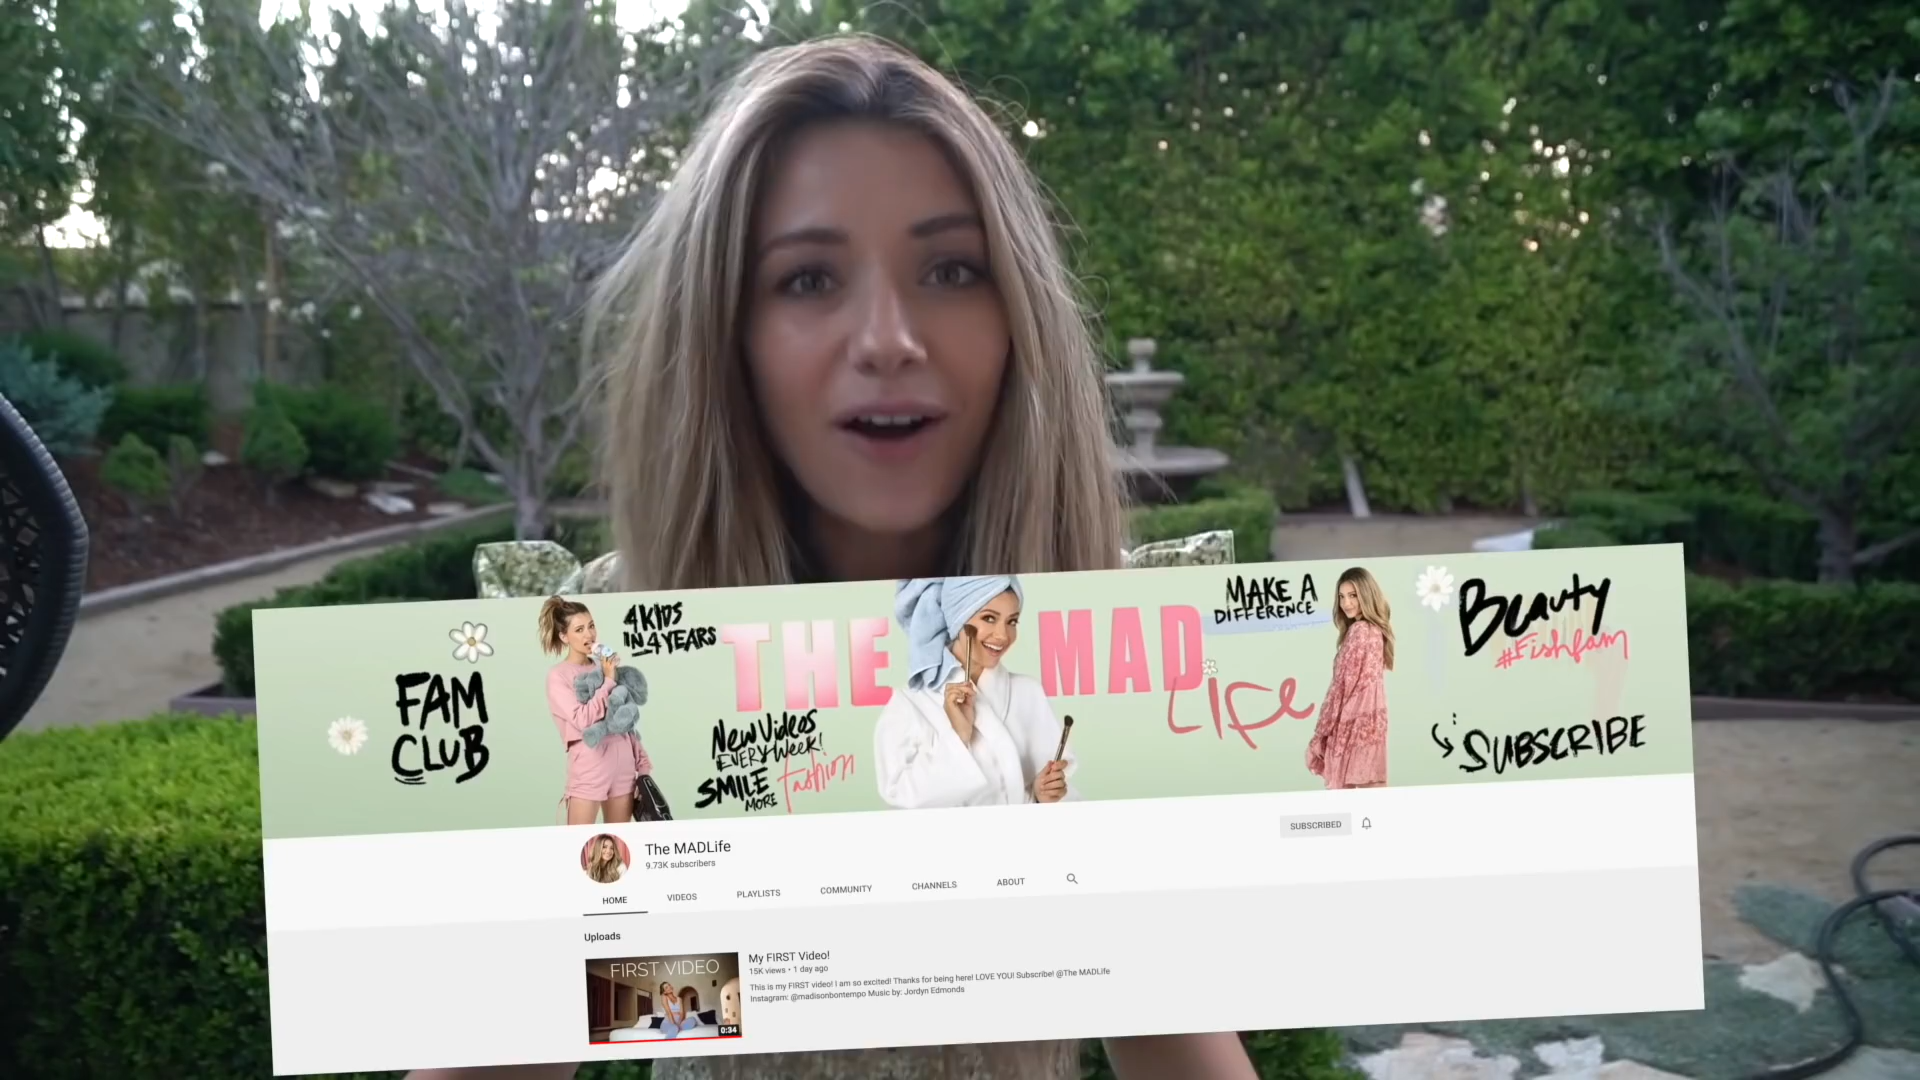 FAM
CLUB
4 KIDS
IN 4 YEARS
THE MAD
LIFE
New Videos
EVERY Week!
SMILE
MORE
fashion
MAKE A
DIFFERENCE
Beauty
#Fishfam
SUBSCRIBE
The MADLife
9.73K subscribers
SUBSCRIBED
HOME VIDEOS PLAYLISTS COMMUNITY CHANNELS ABOUT
Uploads
FIRST VIDEO
0:34
My FIRST Video!
15K views • 1 day ago
This is my FIRST video! I am so excited! Thanks for being here! LOVE YOU! Subscribe! @The MADLife
Instagram: @madisonbontempo Music by: Jordyn Edmonds